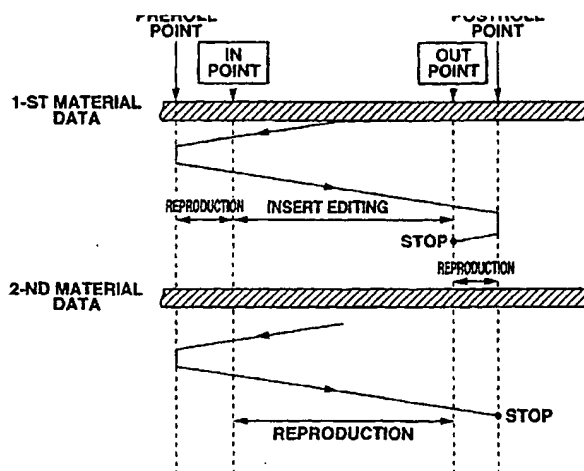 PREROLL
POINT
POSTROLL
POINT
IN
POINT
OUT
POINT
1-ST MATERIAL
DATA
REPRODUCTION
INSERT EDITING
STOP
REPRODUCTION
2-ND MATERIAL
DATA
STOP
REPRODUCTION